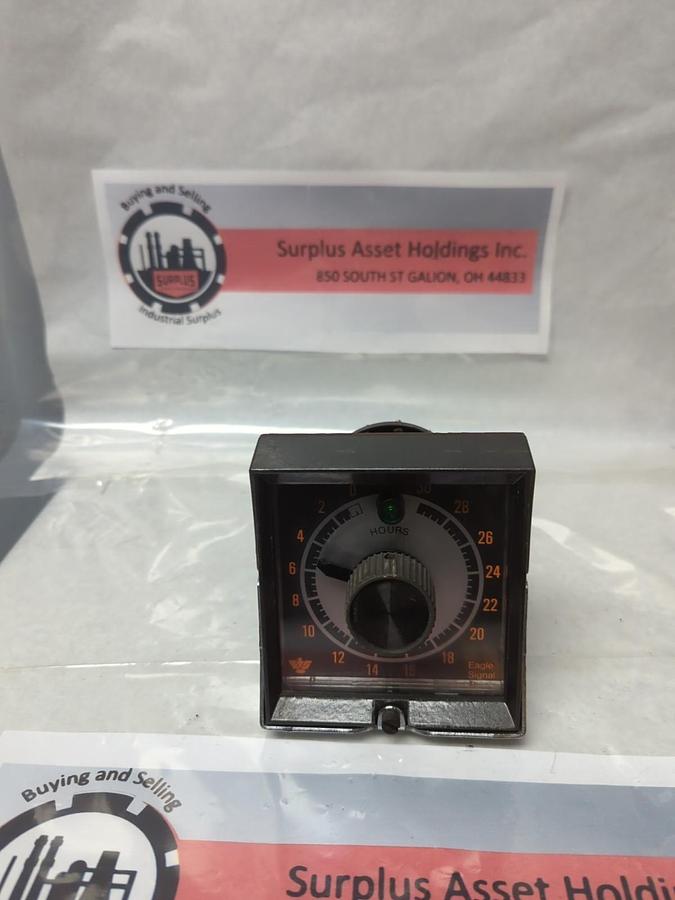 Buying and Selling
SURPLUS
Industrial Surplus
Surplus Asset Holdings Inc.
850 SOUTH ST GALION, OH 44833
0 30
2 28
HOURS
4 26
6 24
8 22
10 20
12 14 16 18
Eagle
Signal
Buying and Selling
Surplus Asset Holdi